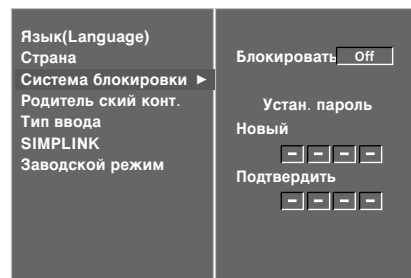 Язык(Language)
Страна
Система блокировки ►
Родитель ский конт.
Тип ввода
SIMPLINK
Заводской режим
Блокировать Off
Устан. пароль
Новый
– – – –
Подтвердить
– – – –